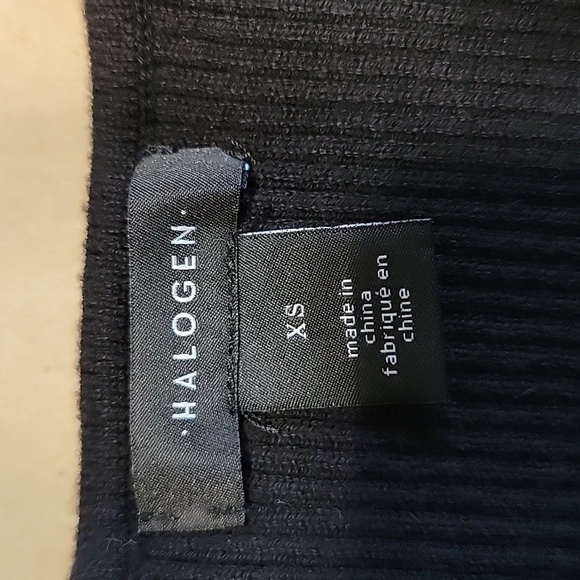 ·HALOGEN·
XS
made in
china
fabriqué en
chine